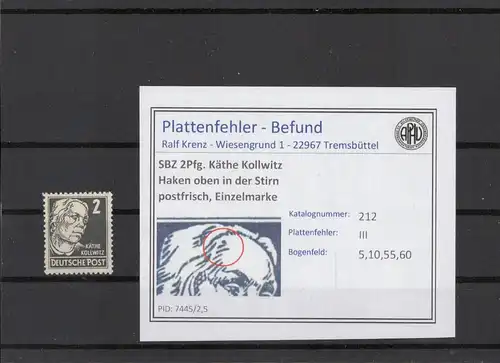 Plattenfehler - Befund
Ralf Krenz - Wiesengrund 1 - 22967 Tremsbüttel
SBZ 2Pfg. Käthe Kollwitz
Haken oben in der Stirn
postfrisch, Einzelmarke
Katalognummer: 212
Plattenfehler: III
Bogenfeld: 5,10,55,60
PID: 7445/2,5
2
KÄTHE
KOLLWITZ
DEUTSCHE POST